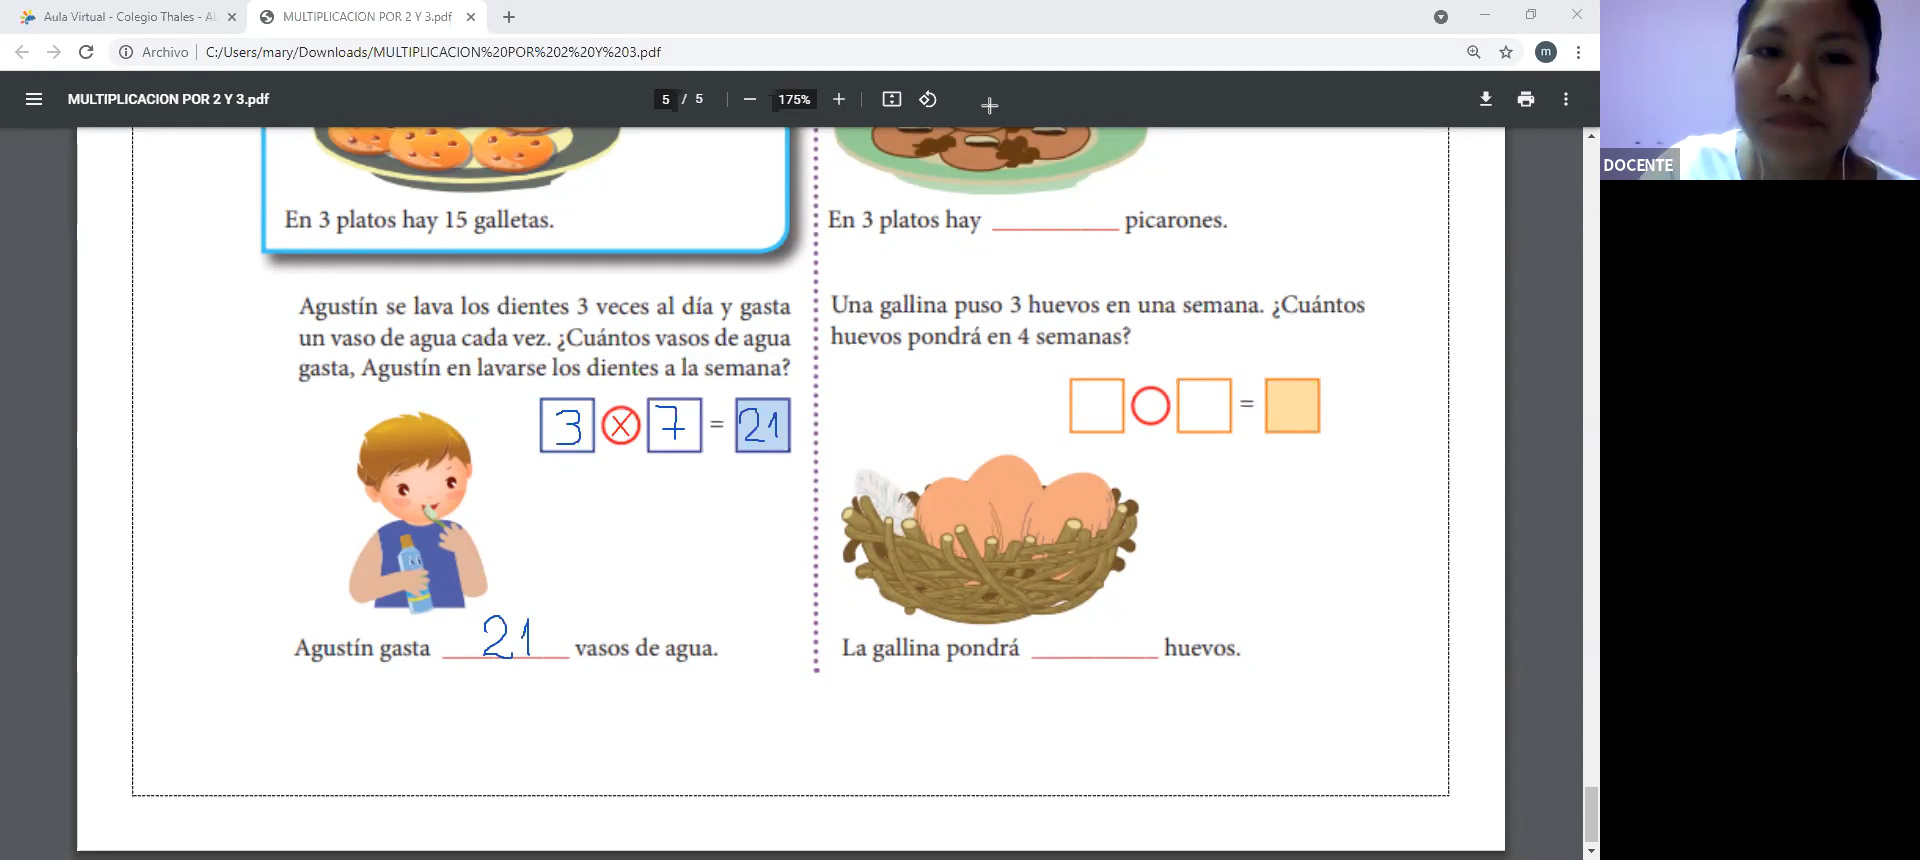 Aula Virtual - Colegio Thales - Al
MULTIPLICACION POR 2 Y 3.pdf
Archivo C:/Users/mary/Downloads/MULTIPLICACION%20POR%202%20Y%203.pdf
m
MULTIPLICACION POR 2 Y 3.pdf
5 / 5
175%
DOCENTE
En 3 platos hay 15 galletas.
En 3 platos hay ________ picarones.
Agustín se lava los dientes 3 veces al día y gasta
un vaso de agua cada vez. ¿Cuántos vasos de agua
gasta, Agustín en lavarse los dientes a la semana?
3 X 7 = 21
Agustín gasta 21 vasos de agua.
Una gallina puso 3 huevos en una semana. ¿Cuántos
huevos pondrá en 4 semanas?
=
La gallina pondrá ________ huevos.